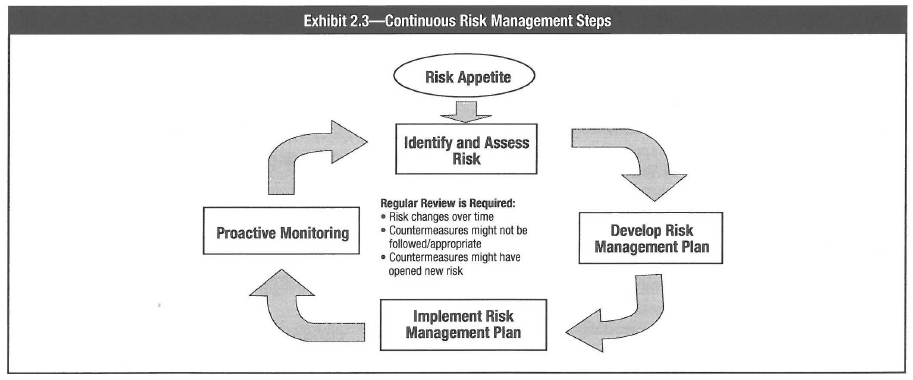 Exhibit 2.3—Continuous Risk Management Steps
Risk Appetite
Identify and Assess
Risk
Regular Review is Required:
• Risk changes over time
• Countermeasures might not be
followed/appropriate
• Countermeasures might have
opened new risk
Proactive Monitoring
Develop Risk
Management Plan
Implement Risk
Management Plan